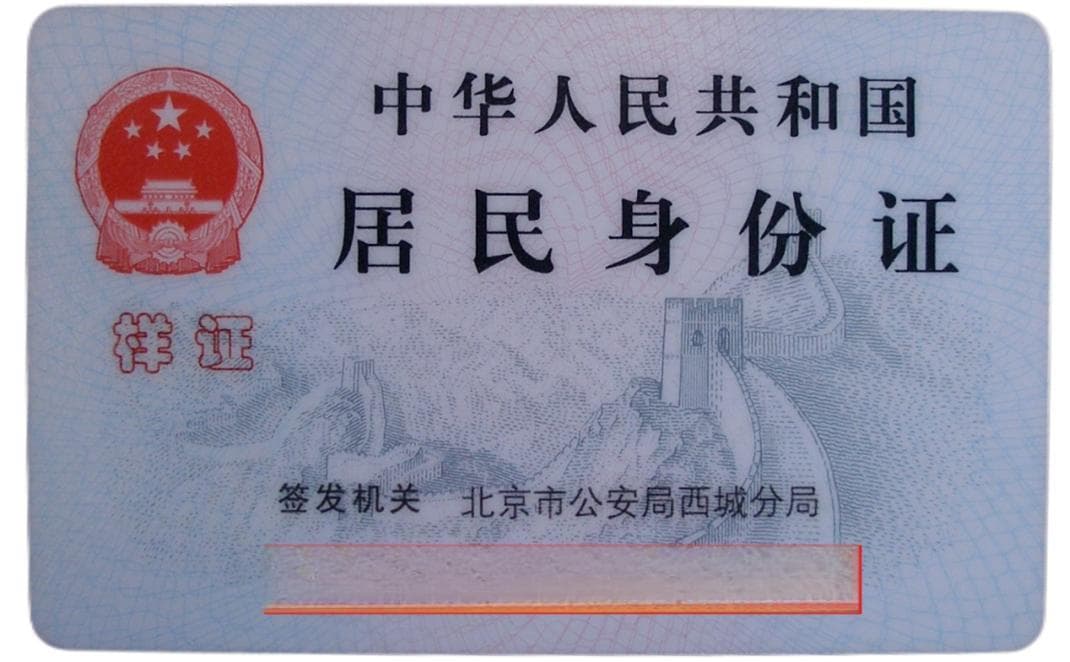 中华人民共和国
居民身份证
样证
签发机关 北京市公安局西城分局